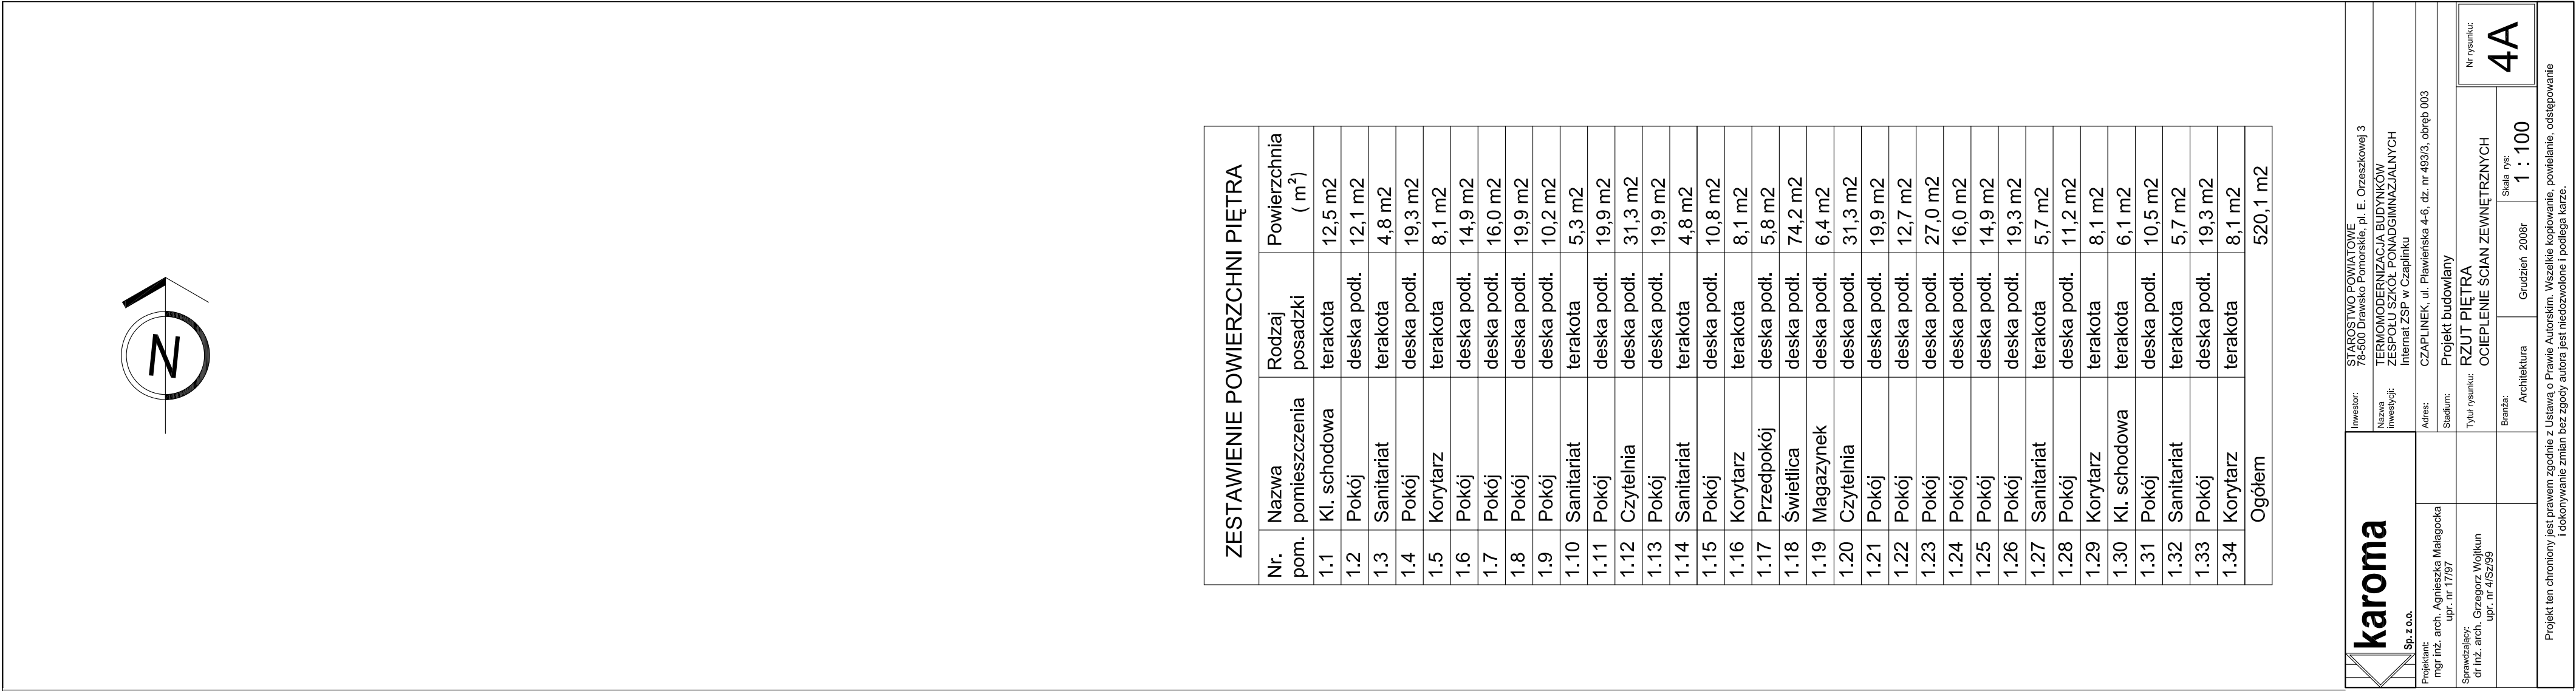 N
ZESTAWIENIE POWIERZCHNI PIĘTRA
Nr. pom. Nazwa pomieszczenia Rodzaj posadzki Powierzchnia ( m²)
1.1 Kl. schodowa terakota 12,5 m2
1.2 Pokój deska podł. 12,1 m2
1.3 Sanitariat terakota 4,8 m2
1.4 Pokój deska podł. 19,3 m2
1.5 Korytarz terakota 8,1 m2
1.6 Pokój deska podł. 14,9 m2
1.7 Pokój deska podł. 16,0 m2
1.8 Pokój deska podł. 19,9 m2
1.9 Pokój deska podł. 10,2 m2
1.10 Sanitariat terakota 5,3 m2
1.11 Pokój deska podł. 19,9 m2
1.12 Czytelnia deska podł. 31,3 m2
1.13 Pokój deska podł. 19,9 m2
1.14 Sanitariat terakota 4,8 m2
1.15 Pokój deska podł. 10,8 m2
1.16 Korytarz terakota 8,1 m2
1.17 Przedpokój deska podł. 5,8 m2
1.18 Świetlica deska podł. 74,2 m2
1.19 Magazynek deska podł. 6,4 m2
1.20 Czytelnia deska podł. 31,3 m2
1.21 Pokój deska podł. 19,9 m2
1.22 Pokój deska podł. 12,7 m2
1.23 Pokój deska podł. 27,0 m2
1.24 Pokój deska podł. 16,0 m2
1.25 Pokój deska podł. 14,9 m2
1.26 Pokój deska podł. 19,3 m2
1.27 Sanitariat terakota 5,7 m2
1.28 Pokój deska podł. 11,2 m2
1.29 Korytarz terakota 8,1 m2
1.30 Kl. schodowa terakota 6,1 m2
1.31 Pokój deska podł. 10,5 m2
1.32 Sanitariat terakota 5,7 m2
1.33 Pokój deska podł. 19,3 m2
1.34 Korytarz terakota 8,1 m2
Ogółem 520,1 m2
karoma
Sp. z o.o.
Inwestor:
STAROSTWO POWIATOWE
78-500 Drawsko Pomorskie, pl. E. Orzeszkowej 3
Nazwa
inwestycji:
TERMOMODERNIZACJA BUDYNKÓW
ZESPOŁU SZKÓŁ PONADGIMNAZJALNYCH
Internat ZSP w Czaplinku
Projektant:
mgr inż. arch. Agnieszka Małagocka
upr. nr 17/97
Adres: CZAPLINEK, ul. Pławieńska 4-6, dz. nr 493/3, obręb 003
Stadium: Projekt budowlany
Sprawdzający:
dr inż. arch. Grzegorz Wojtkun
upr. nr 4/Sz/99
Tytuł rysunku: RZUT PIĘTRA
OCIEPLENIE ŚCIAN ZEWNĘTRZNYCH
Nr rysunku:
4A
Branża:
Architektura
Grudzień 2008r
Skala rys:
1 : 100
Projekt ten chroniony jest prawem zgodnie z Ustawą o Prawie Autorskim. Wszelkie kopiowanie, powielanie, odstępowanie
i dokonywanie zmian bez zgody autora jest niedozwolone i podlega karze.